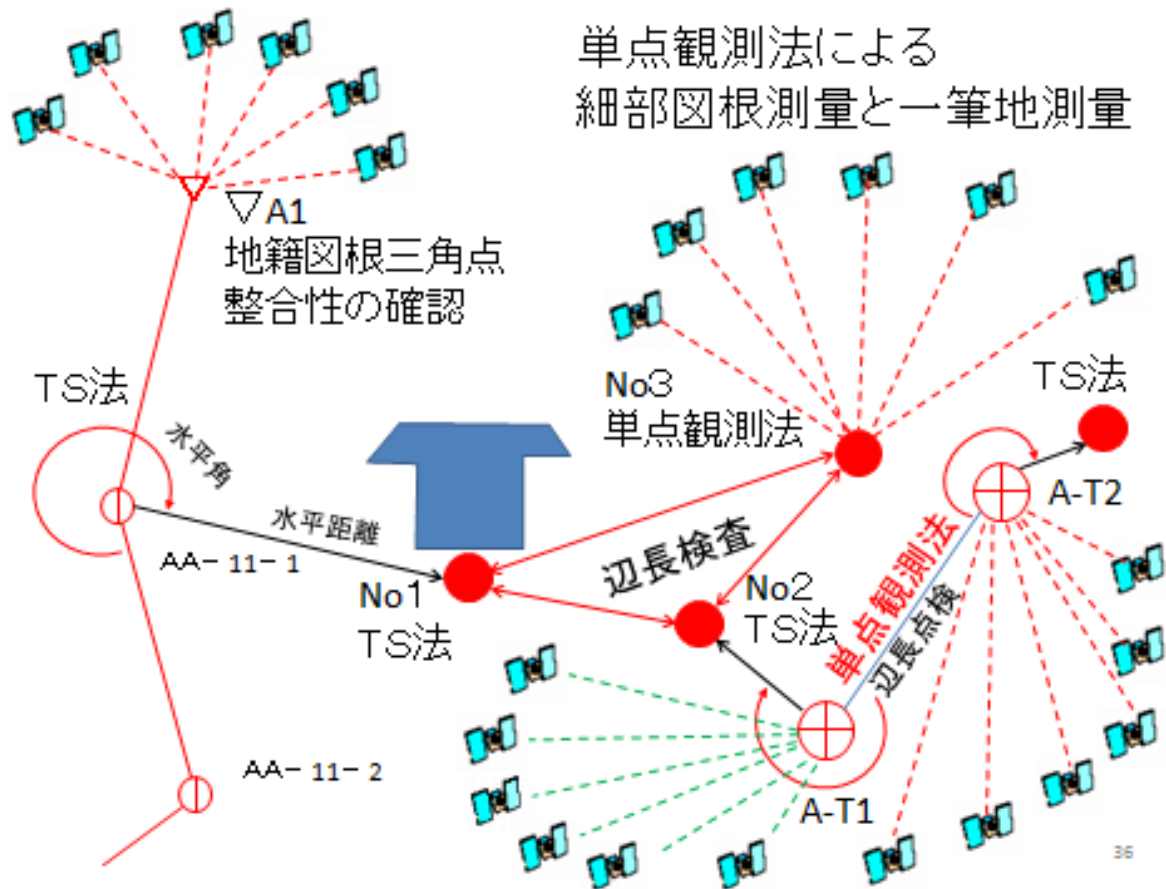 単点観測法による
細部図根測量と一筆地測量
▽A1
地籍図根三角点
整合性の確認
TS法
水平角
水平距離
AA-11-1
No1
TS法
辺長検査
No3
単点観測法
No2
TS法
単点観測法
辺長点検
TS法
A-T2
A-T1
AA-11-2
36